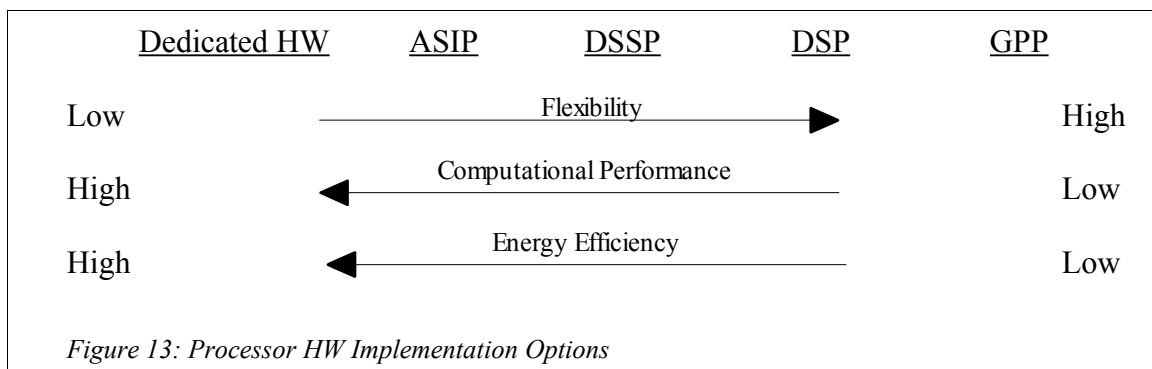 Dedicated HW ASIP DSSP DSP GPP
Low Flexibility High
High Computational Performance Low
High Energy Efficiency Low
Figure 13: Processor HW Implementation Options